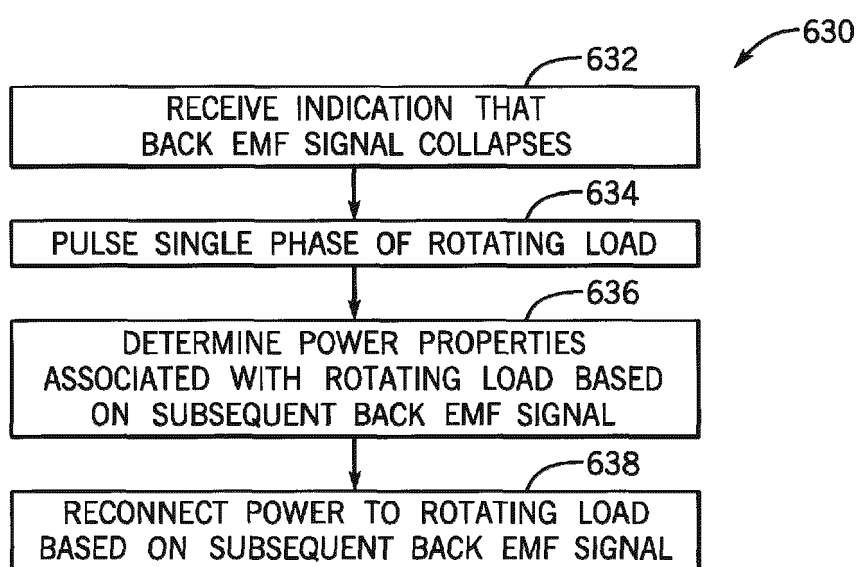 630
632
RECEIVE INDICATION THAT
BACK EMF SIGNAL COLLAPSES
634
PULSE SINGLE PHASE OF ROTATING LOAD
636
DETERMINE POWER PROPERTIES
ASSOCIATED WITH ROTATING LOAD BASED
ON SUBSEQUENT BACK EMF SIGNAL
638
RECONNECT POWER TO ROTATING LOAD
BASED ON SUBSEQUENT BACK EMF SIGNAL